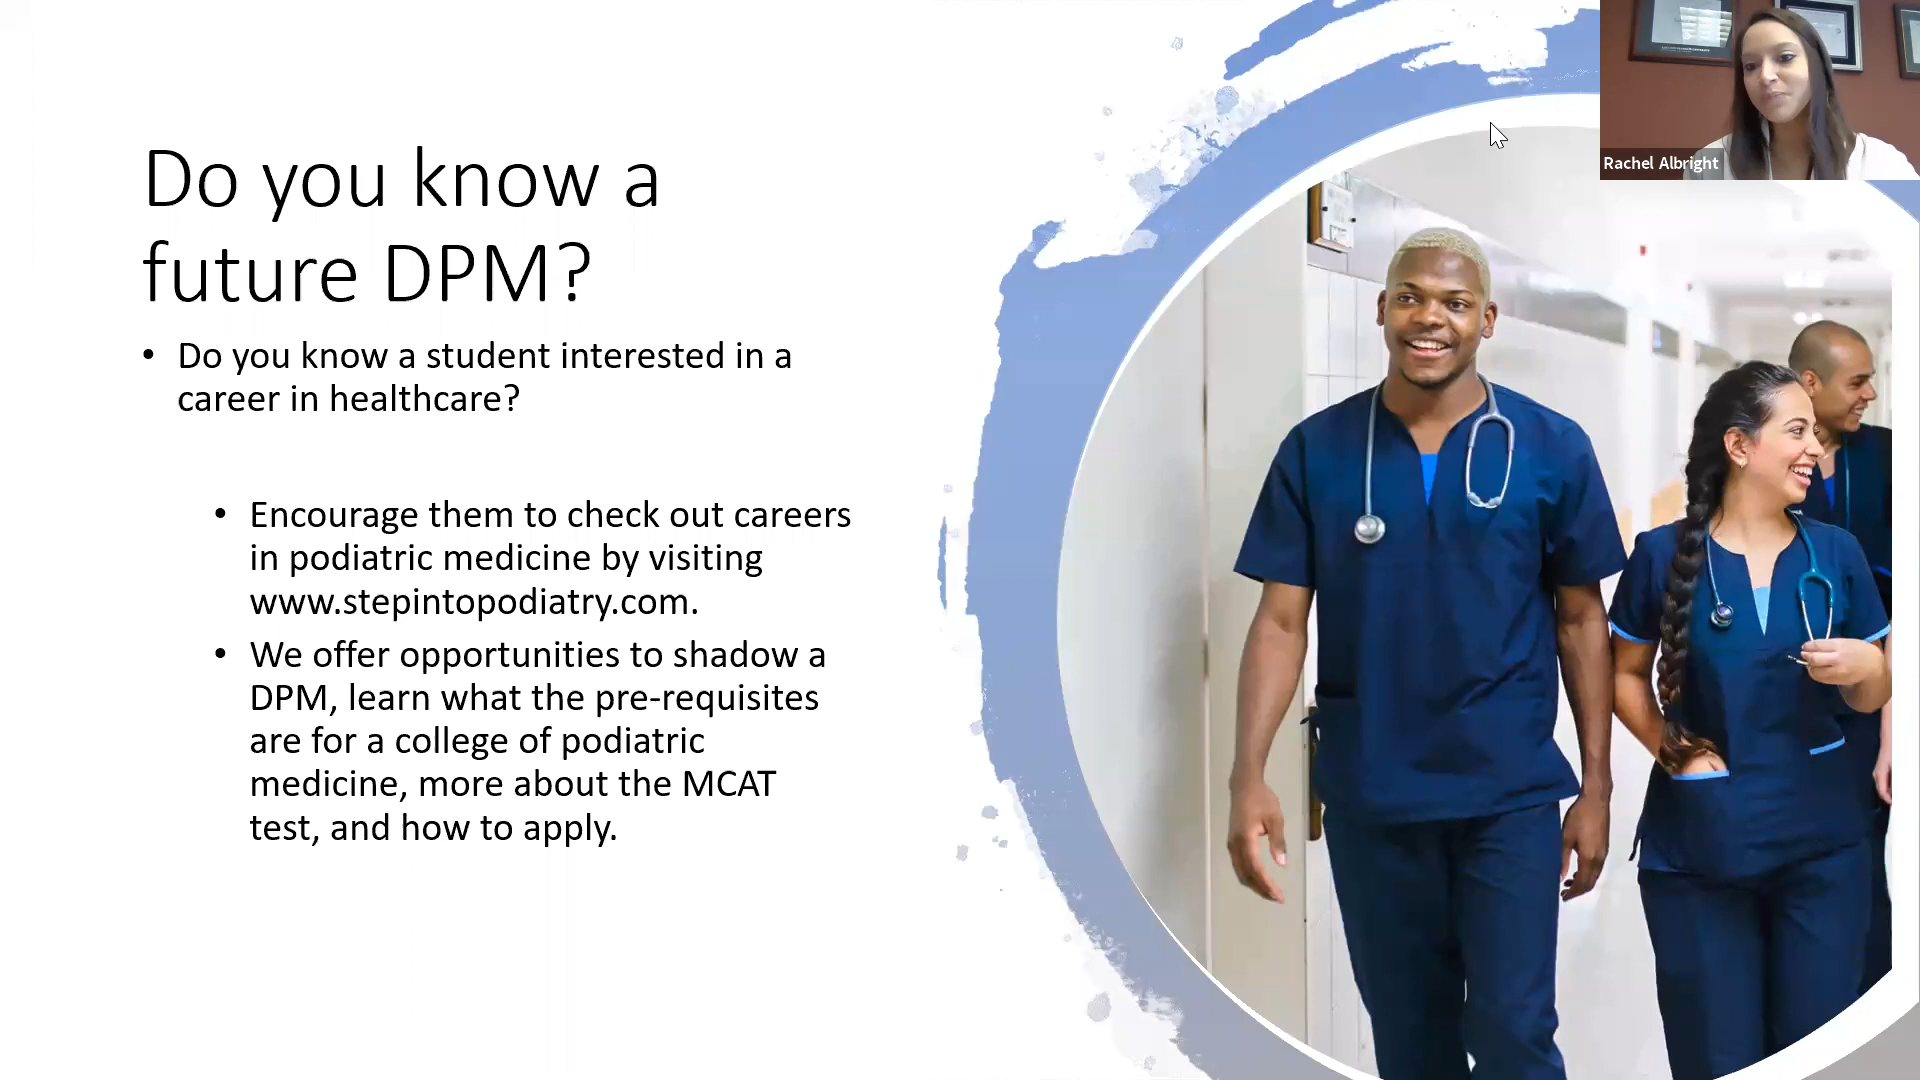 Do you know a
future DPM?
• Do you know a student interested in a
career in healthcare?
• Encourage them to check out careers
in podiatric medicine by visiting
www.stepintopodiatry.com.
• We offer opportunities to shadow a
DPM, learn what the pre-requisites
are for a college of podiatric
medicine, more about the MCAT
test, and how to apply.
Rachel Albright